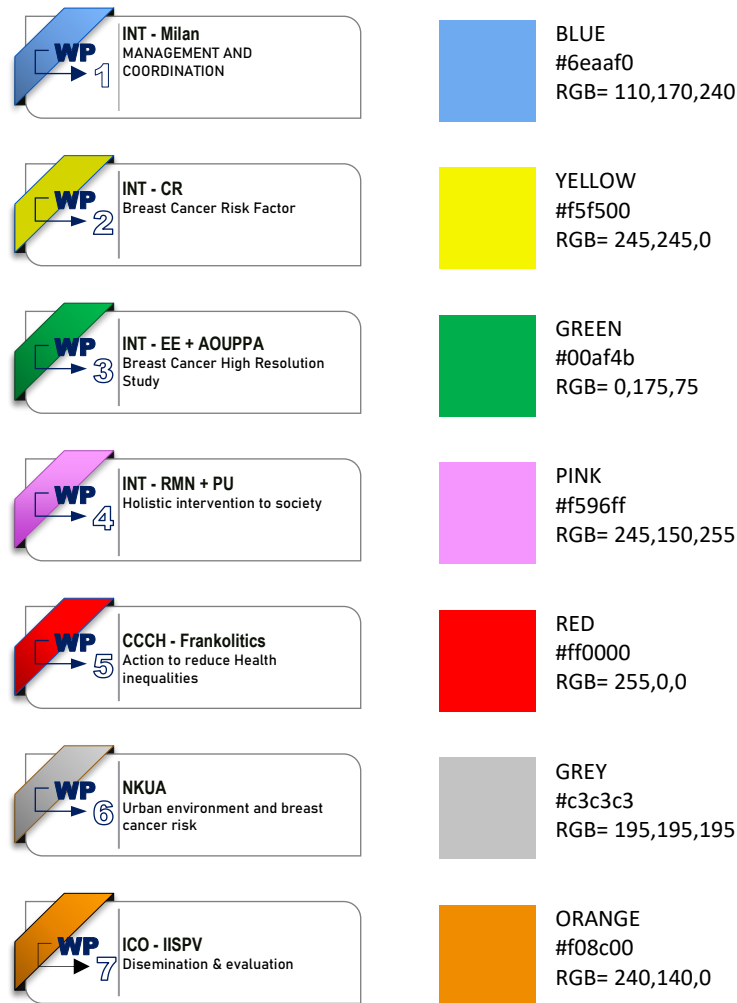 WP 1
INT - Milan
MANAGEMENT AND
COORDINATION
BLUE
#6eaaf0
RGB= 110,170,240
WP 2
INT - CR
Breast Cancer Risk Factor
YELLOW
#f5f500
RGB= 245,245,0
WP 3
INT - EE + AOUPPA
Breast Cancer High Resolution
Study
GREEN
#00af4b
RGB= 0,175,75
WP 4
INT - RMN + PU
Holistic intervention to society
PINK
#f596ff
RGB= 245,150,255
WP 5
CCCH - Frankolitics
Action to reduce Health
inequalities
RED
#ff0000
RGB= 255,0,0
WP 6
NKUA
Urban environment and breast
cancer risk
GREY
#c3c3c3
RGB= 195,195,195
WP 7
ICO - IISPV
Disemination & evaluation
ORANGE
#f08c00
RGB= 240,140,0